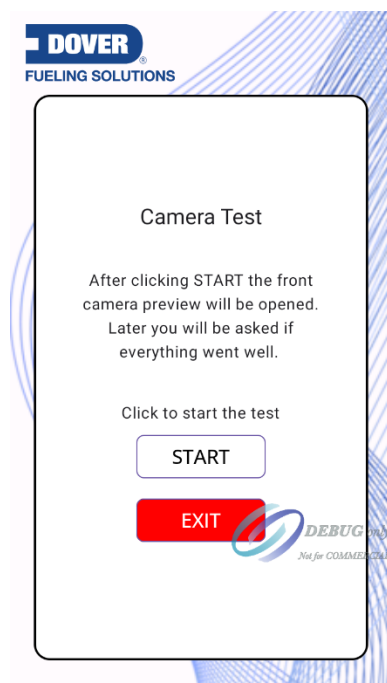 DOVER
®
FUELING SOLUTIONS
Camera Test
After clicking START the front
camera preview will be opened.
Later you will be asked if
everything went well.
Click to start the test
START
EXIT
DEBUG only
Not for COMMERCIAL